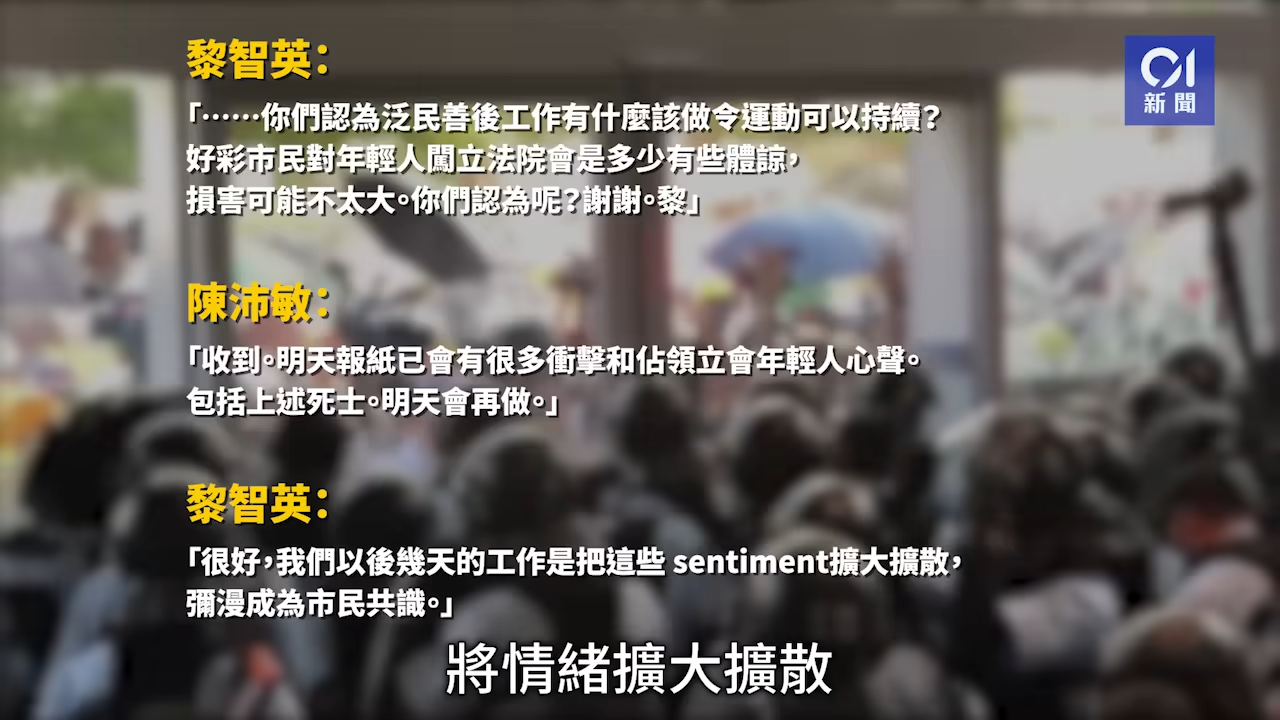 黎智英：
「……你們認為泛民善後工作有什麼該做令運動可以持續？
好彩市民對年輕人闖立法院會是多少有些體諒，
損害可能不太大。你們認為呢？謝謝。黎」
陳沛敏：
「收到。明天報紙已會有很多衝擊和佔領立會年輕人心聲。
包括上述死士。明天會再做。」
黎智英：
「很好，我們以後幾天的工作是把這些 sentiment擴大擴散，
彌漫成為市民共識。」
將情緒擴大擴散
01
新聞